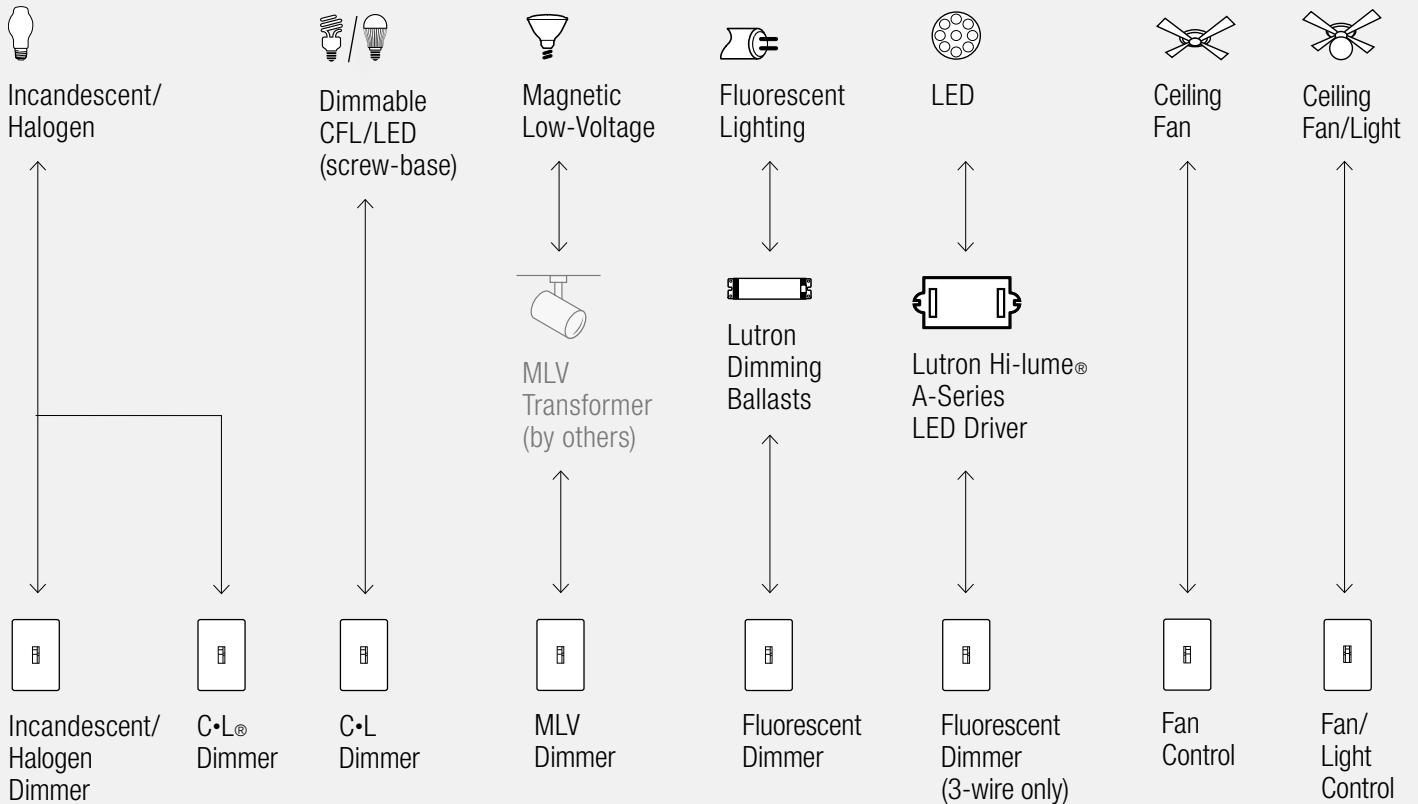 Incandescent/
Halogen
Dimmable
CFL/LED
(screw-base)
Magnetic
Low-Voltage
Fluorescent
Lighting
LED
Ceiling
Fan
Ceiling
Fan/Light
MLV
Transformer
(by others)
Lutron
Dimming
Ballasts
Lutron Hi-lume®
A-Series
LED Driver
Incandescent/
Halogen
Dimmer
C•L®
Dimmer
C•L
Dimmer
MLV
Dimmer
Fluorescent
Dimmer
Fluorescent
Dimmer
(3-wire only)
Fan
Control
Fan/
Light
Control